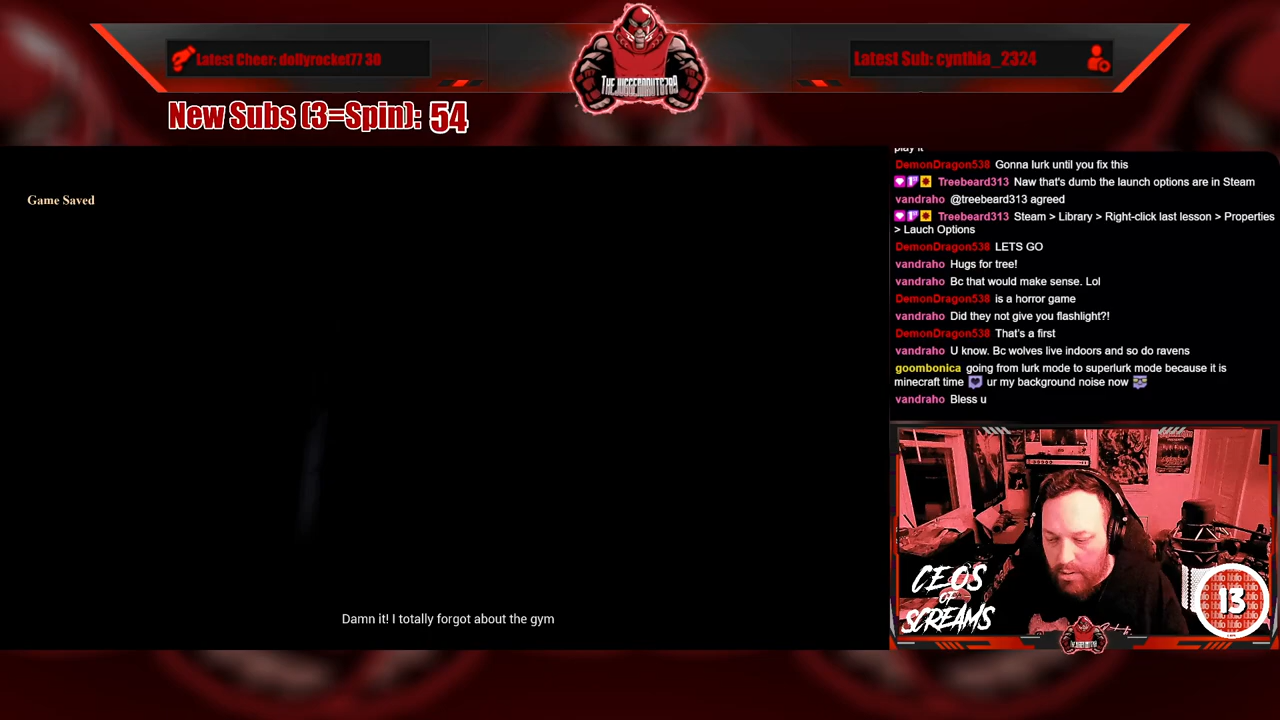 Latest Cheer: dollyrocket77 30
THEJUGGERNAUT6789
Latest Sub: cynthia_2324
New Subs (3=Spin): 54
Game Saved
Damn it! I totally forgot about the gym
play it
DemonDragon538 Gonna lurk until you fix this
Treebeard313 Naw that's dumb the launch options are in Steam
vandraho @treebeard313 agreed
Treebeard313 Steam > Library > Right-click last lesson > Properties
> Lauch Options
DemonDragon538 LETS GO
vandraho Hugs for tree!
vandraho Bc that would make sense. Lol
DemonDragon538 is a horror game
vandraho Did they not give you flashlight?!
DemonDragon538 That's a first
vandraho U know. Bc wolves live indoors and so do ravens
goombonica going from lurk mode to superlurk mode because it is
minecraft time ur my background noise now
vandraho Bless u
CEOS
OF
SCREAMS
13